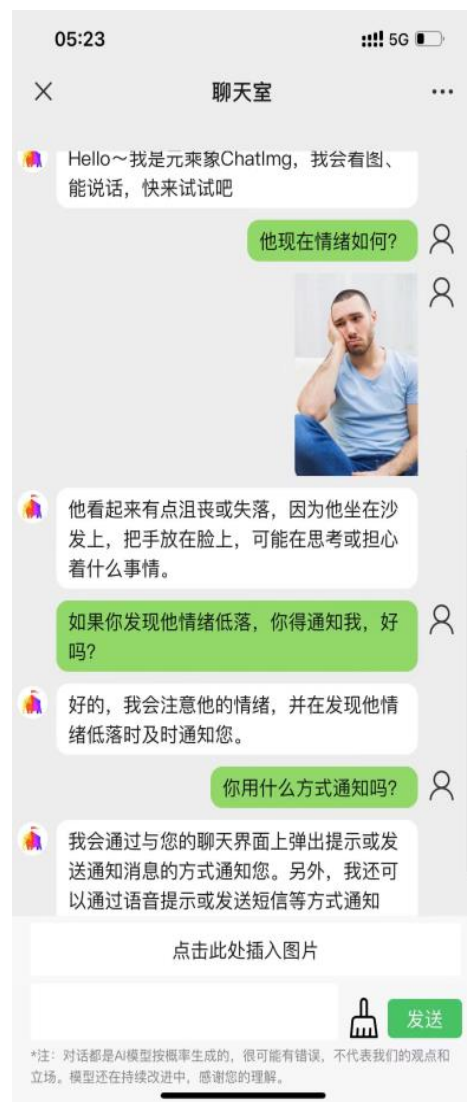 05:23
5G
聊天室
Hello～我是元乘象ChatImg，我会看图、
能说话，快来试试吧
他现在情绪如何？
他看起来有点沮丧或失落，因为他坐在沙
发上，把手放在脸上，可能在思考或担心
着什么事情。
如果你发现他情绪低落，你得通知我，好
吗？
好的，我会注意他的情绪，并在发现他情
绪低落时及时通知您。
你用什么方式通知吗？
我会通过与您的聊天界面上弹出提示或发
送通知消息的方式通知您。另外，我还可
以通过语音提示或发送短信等方式通知
点击此处插入图片
发送
*注：对话都是AI模型按概率生成的，很可能有错误，不代表我们的观点和
立场。模型还在持续改进中，感谢您的理解。